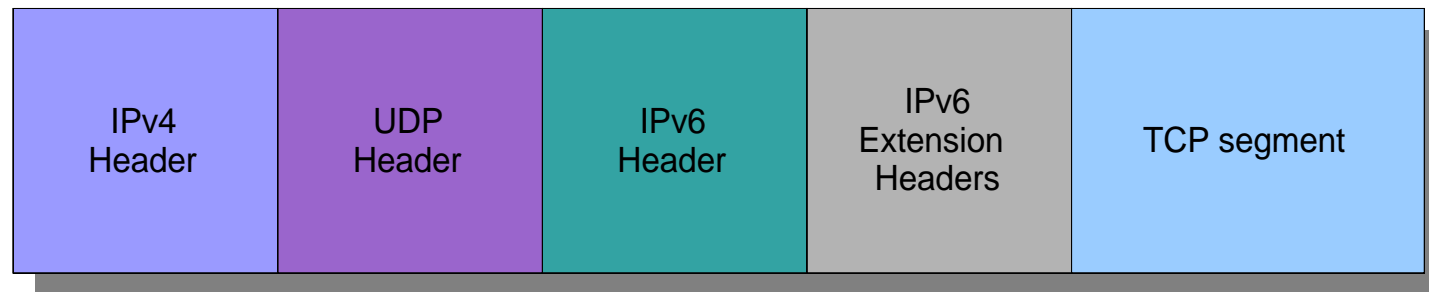 IPv4
Header
UDP
Header
IPv6
Header
IPv6
Extension
Headers
TCP segment